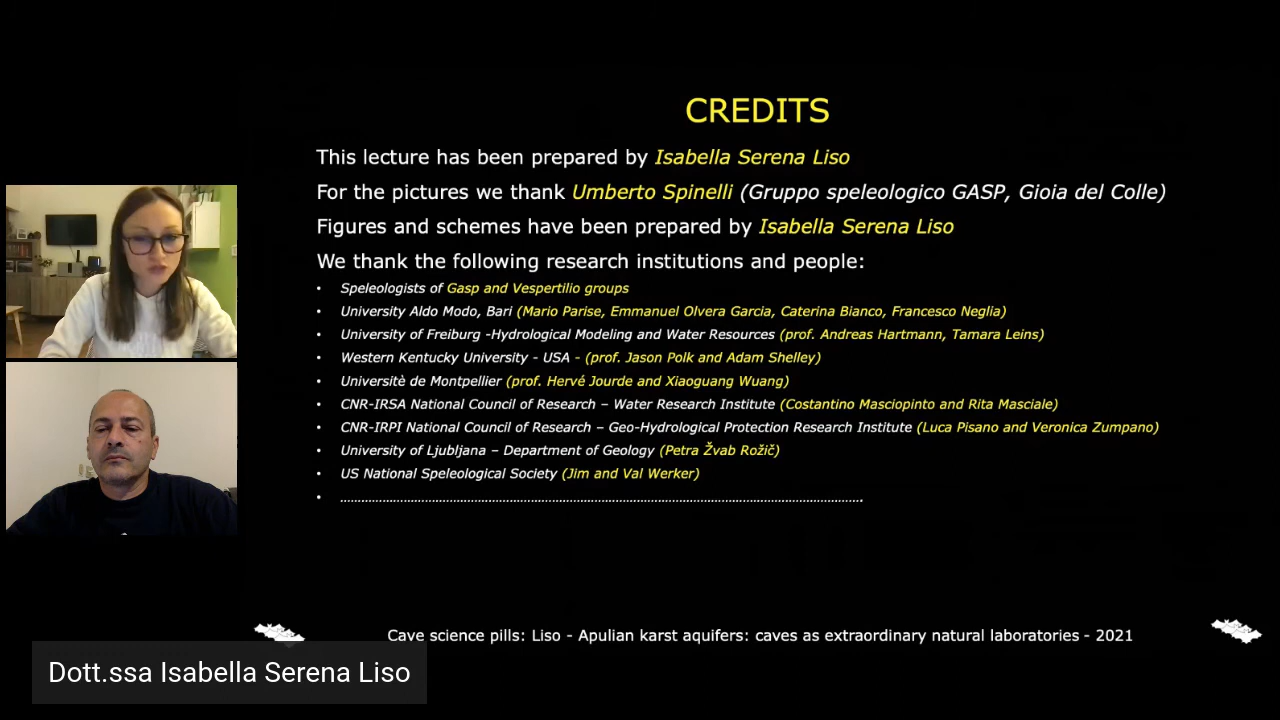 CREDITS
This lecture has been prepared by Isabella Serena Liso
For the pictures we thank Umberto Spinelli (Gruppo speleologico GASP, Gioia del Colle)
Figures and schemes have been prepared by Isabella Serena Liso
We thank the following research institutions and people:
• Speleologists of Gasp and Vespertilio groups
• University Aldo Modo, Bari (Mario Parise, Emmanuel Olvera Garcia, Caterina Bianco, Francesco Neglia)
• University of Freiburg -Hydrological Modeling and Water Resources (prof. Andreas Hartmann, Tamara Leins)
• Western Kentucky University - USA - (prof. Jason Polk and Adam Shelley)
• Universitè de Montpellier (prof. Hervé Jourde and Xiaoguang Wuang)
• CNR-IRSA National Council of Research – Water Research Institute (Costantino Masciopinto and Rita Masciale)
• CNR-IRPI National Council of Research – Geo-Hydrological Protection Research Institute (Luca Pisano and Veronica Zumpano)
• University of Ljubljana – Department of Geology (Petra Žvab Rožič)
• US National Speleological Society (Jim and Val Werker)
• ........................................................................................................................................
Cave science pills: Liso - Apulian karst aquifers: caves as extraordinary natural laboratories - 2021
Dott.ssa Isabella Serena Liso